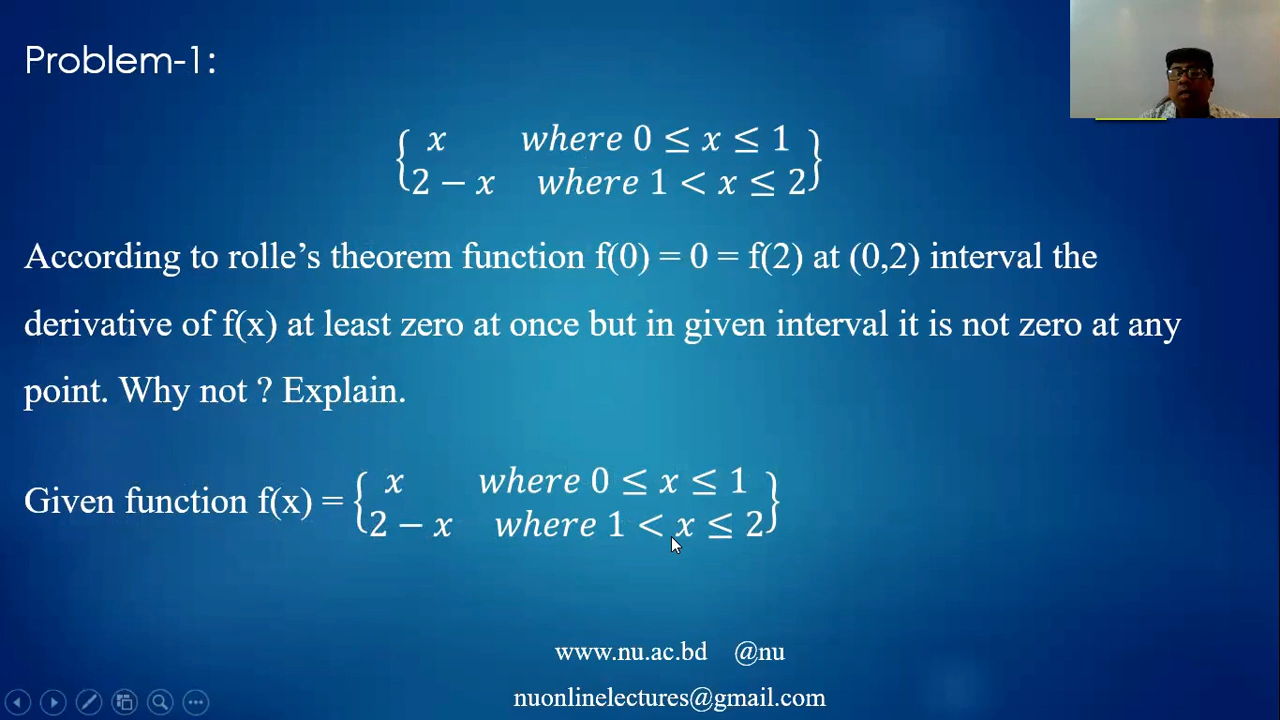 Problem-1:
{ x where 0 ≤ x ≤ 1
2 − x where 1 < x ≤ 2 }
According to rolle's theorem function f(0) = 0 = f(2) at (0,2) interval the
derivative of f(x) at least zero at once but in given interval it is not zero at any
point. Why not ? Explain.
Given function f(x) = { x where 0 ≤ x ≤ 1
2 − x where 1 < x ≤ 2 }
www.nu.ac.bd @nu
nuonlinelectures@gmail.com